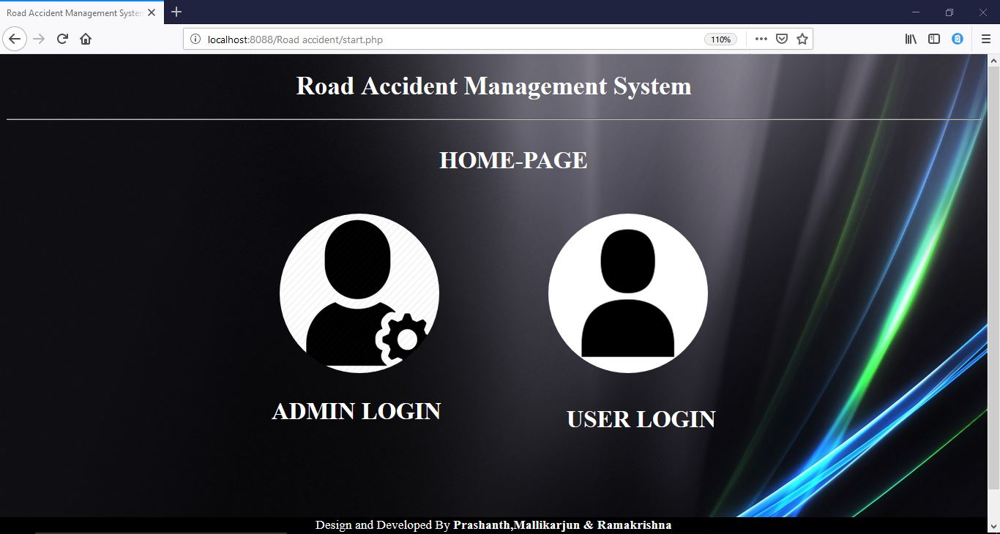 Road Accident Management System
localhost:8088/Road accident/start.php
110%
Road Accident Management System
HOME-PAGE
ADMIN LOGIN
USER LOGIN
Design and Developed By Prashanth,Mallikarjun & Ramakrishna